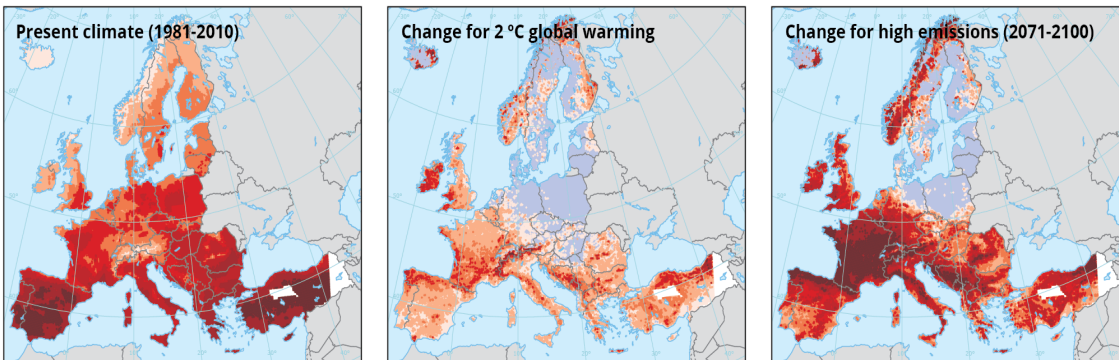 Present climate (1981-2010)
Change for 2 ºC global warming
Change for high emissions (2071-2100)